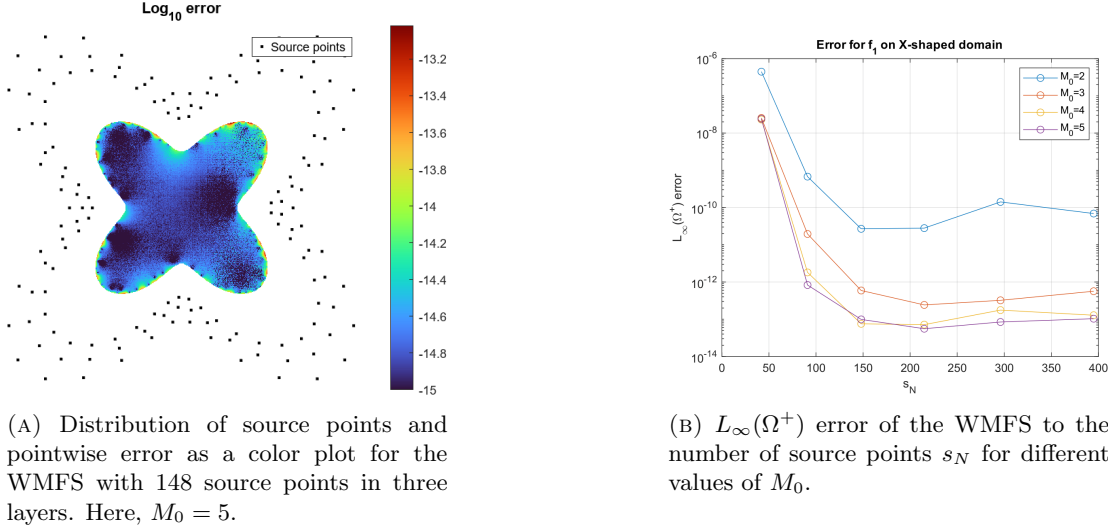 Log10 error
Source points
-13.2
-13.4
-13.6
-13.8
-14
-14.2
-14.4
-14.6
-14.8
-15
(A) Distribution of source points and
pointwise error as a color plot for the
WMFS with 148 source points in three
layers. Here, M0 = 5.
Error for f1 on X-shaped domain
M0=2
M0=3
M0=4
M0=5
L∞(Ω+) error
10-6
10-8
10-10
10-12
10-14
0
50
100
150
200
250
300
350
400
sN
(B) L∞(Ω+) error of the WMFS to the
number of source points sN for different
values of M0.